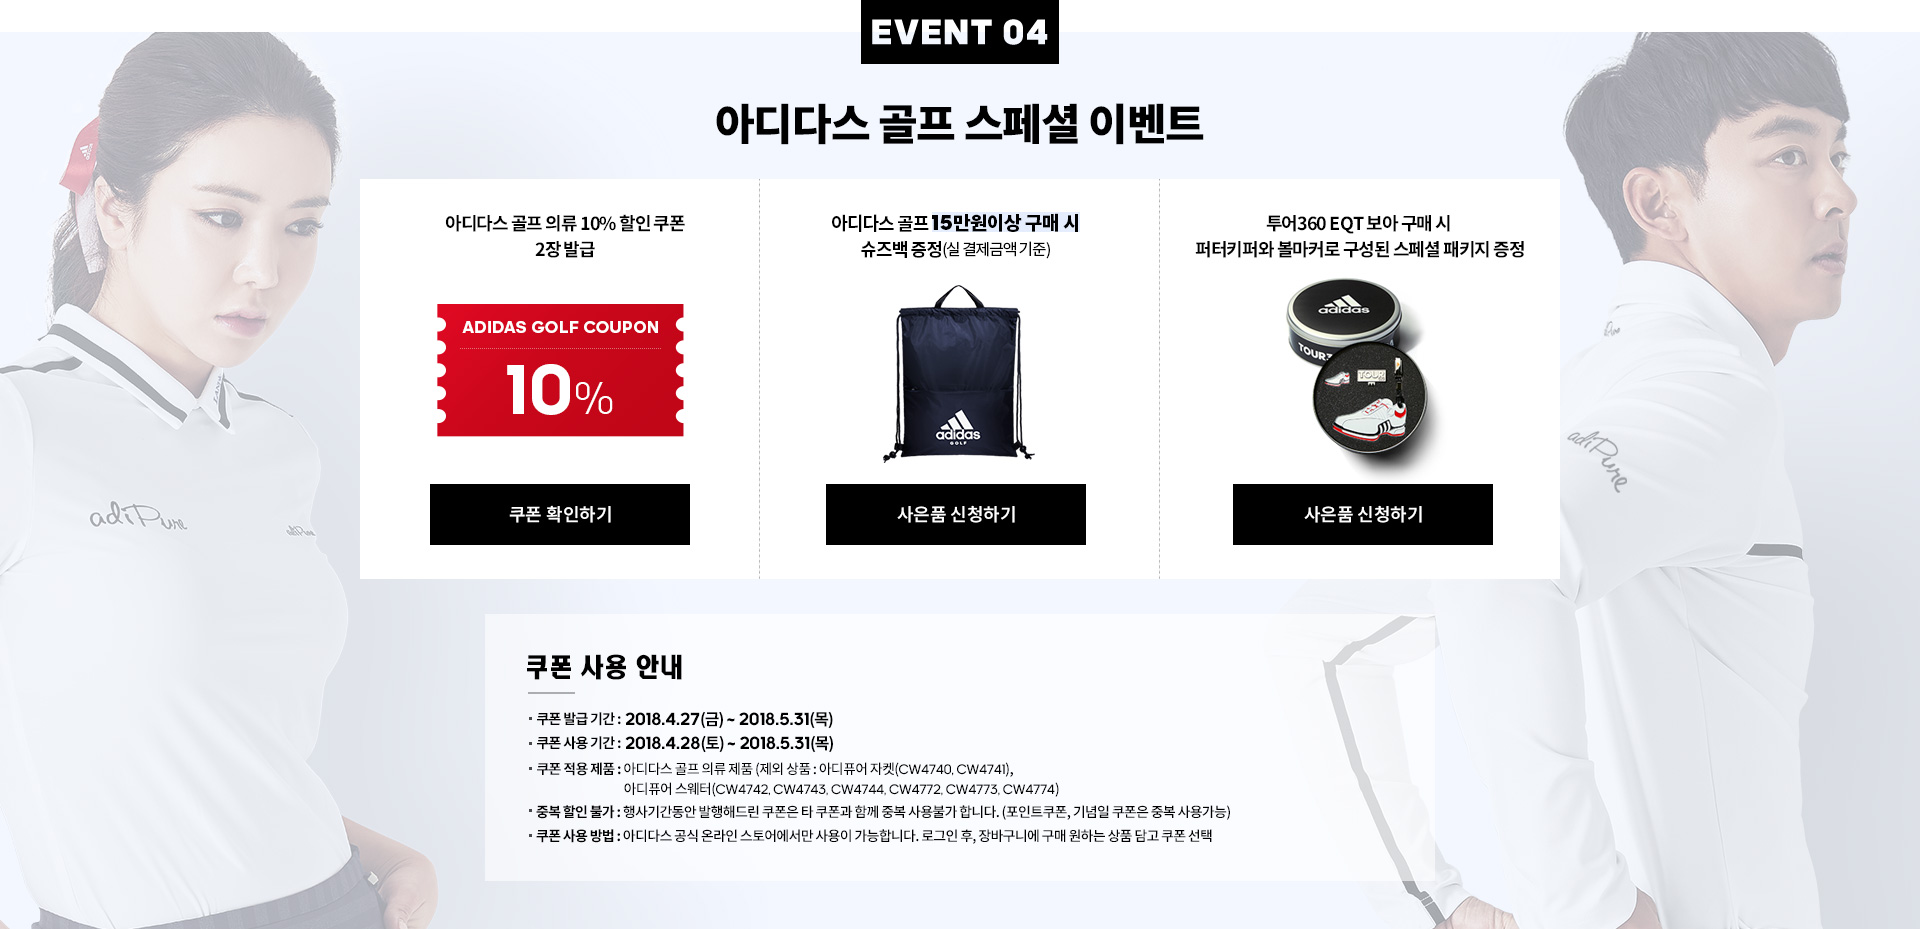 EVENT 04
아디다스 골프 스페셜 이벤트
아디다스 골프 의류 10% 할인 쿠폰
2장 발급
ADIDAS GOLF COUPON
10%
쿠폰 확인하기
아디다스 골프 15만원이상 구매 시
슈즈백 증정(실 결제금액 기준)
adidas
GOLF
사은품 신청하기
투어360 EQT 보아 구매 시
퍼터키퍼와 볼마커로 구성된 스페셜 패키지 증정
adidas
TOUR
사은품 신청하기
adiPure
adiPure
adiPure
쿠폰 사용 안내
· 쿠폰 발급 기간 : 2018.4.27(금) ~ 2018.5.31(목)
· 쿠폰 사용 기간 : 2018.4.28(토) ~ 2018.5.31(목)
· 쿠폰 적용 제품 : 아디다스 골프 의류 제품 (제외 상품 : 아디퓨어 자켓(CW4740, CW4741),
아디퓨어 스웨터(CW4742, CW4743, CW4744, CW4772, CW4773, CW4774)
· 중복 할인 불가 : 행사기간동안 발행해드린 쿠폰은 타 쿠폰과 함께 중복 사용불가 합니다. (포인트쿠폰, 기념일 쿠폰은 중복 사용가능)
· 쿠폰 사용 방법 : 아디다스 공식 온라인 스토어에서만 사용이 가능합니다. 로그인 후, 장바구니에 구매 원하는 상품 담고 쿠폰 선택